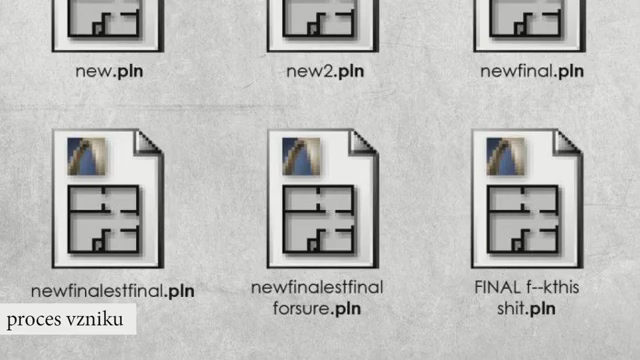 new.pln
new2.pln
newfinal.pln
newfinalestfinal.pln
newfinalestfinal
forsure.pln
FINAL f--kthis
shit.pln
proces vzniku